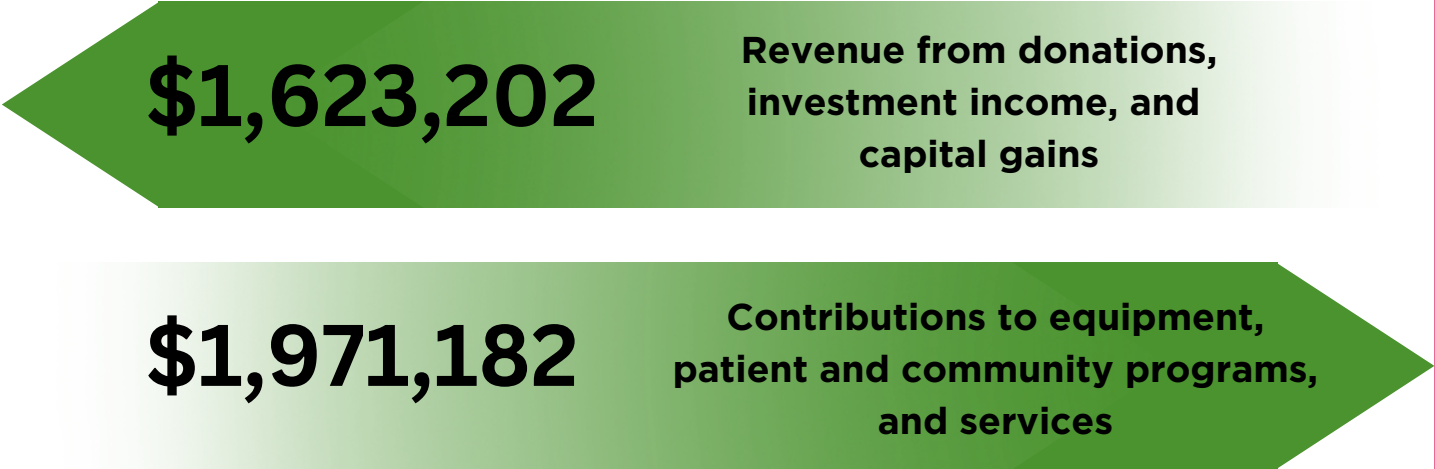 $1,623,202
Revenue from donations,
investment income, and
capital gains
$1,971,182
Contributions to equipment,
patient and community programs,
and services